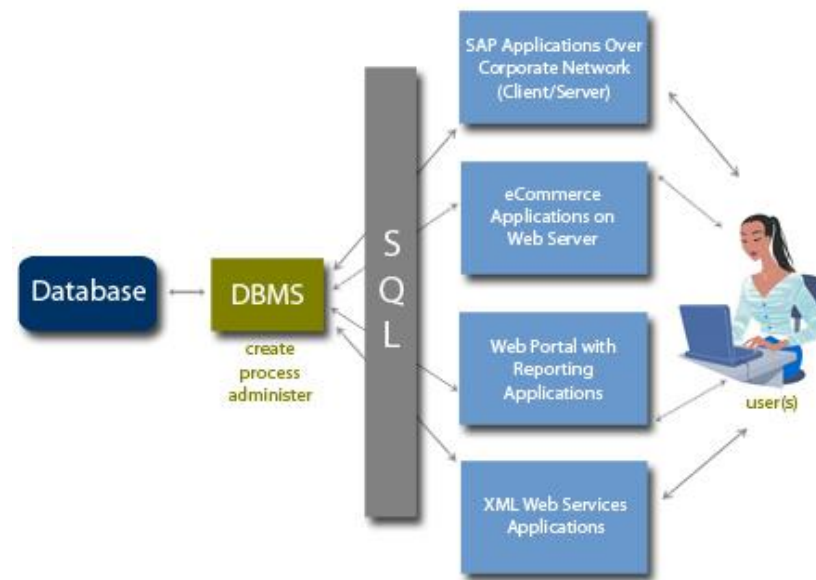 Database
DBMS
create
process
administer
S
Q
L
SAP Applications Over
Corporate Network
(Client/Server)
eCommerce
Applications on
Web Server
Web Portal with
Reporting
Applications
XML Web Services
Applications
user(s)